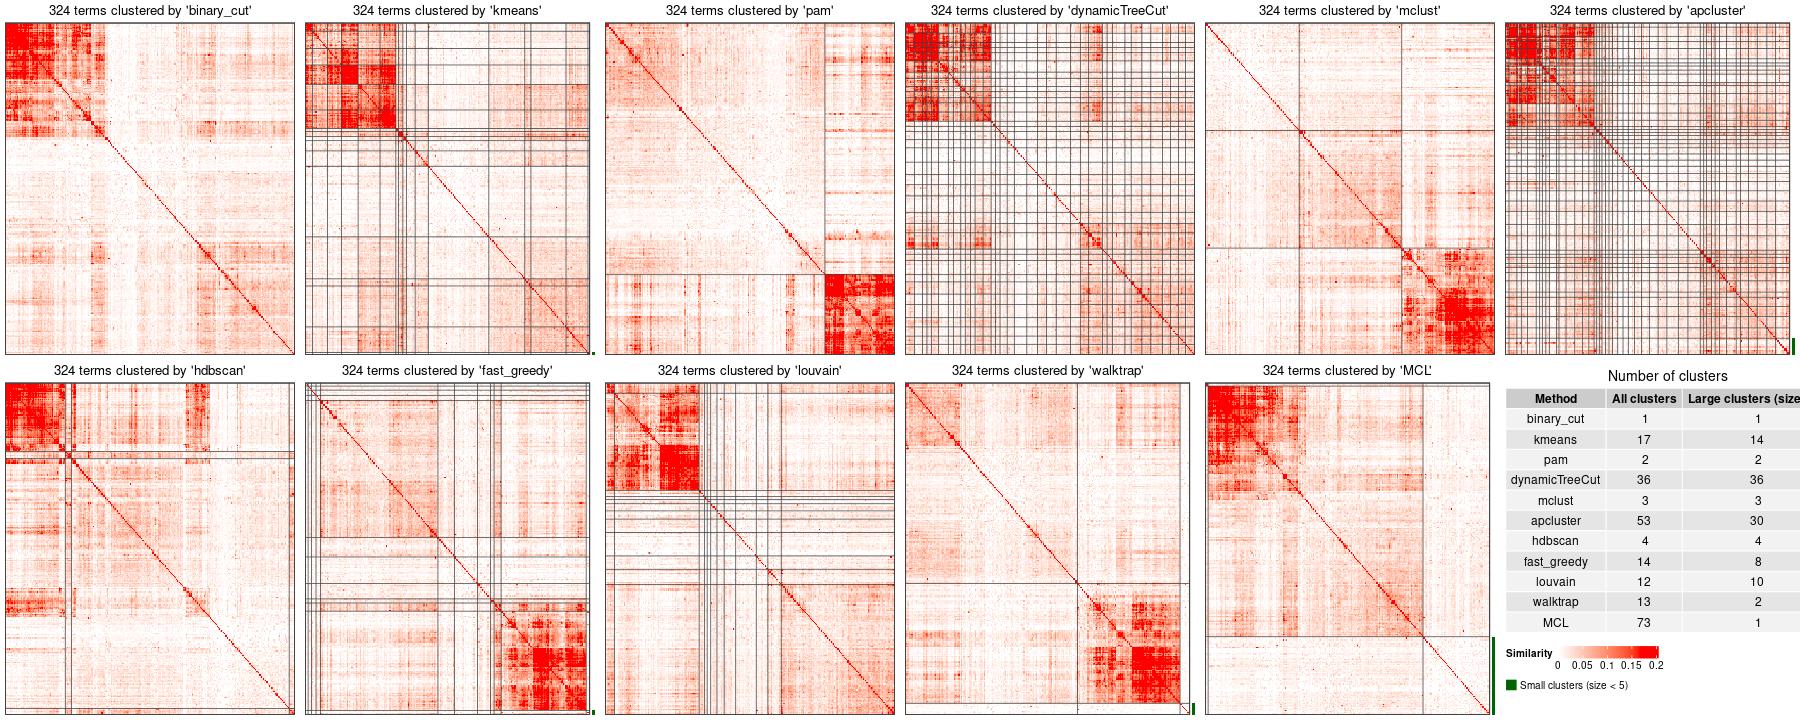 324 terms clustered by 'binary_cut'
324 terms clustered by 'kmeans'
324 terms clustered by 'pam'
324 terms clustered by 'dynamicTreeCut'
324 terms clustered by 'mclust'
324 terms clustered by 'apcluster'
324 terms clustered by 'hdbscan'
324 terms clustered by 'fast_greedy'
324 terms clustered by 'louvain'
324 terms clustered by 'walktrap'
324 terms clustered by 'MCL'
Number of clusters
Method All clusters Large clusters (size
binary_cut 1 1
kmeans 17 14
pam 2 2
dynamicTreeCut 36 36
mclust 3 3
apcluster 53 30
hdbscan 4 4
fast_greedy 14 8
louvain 12 10
walktrap 13 2
MCL 73 1
Similarity
0 0.05 0.1 0.15 0.2
Small clusters (size < 5)